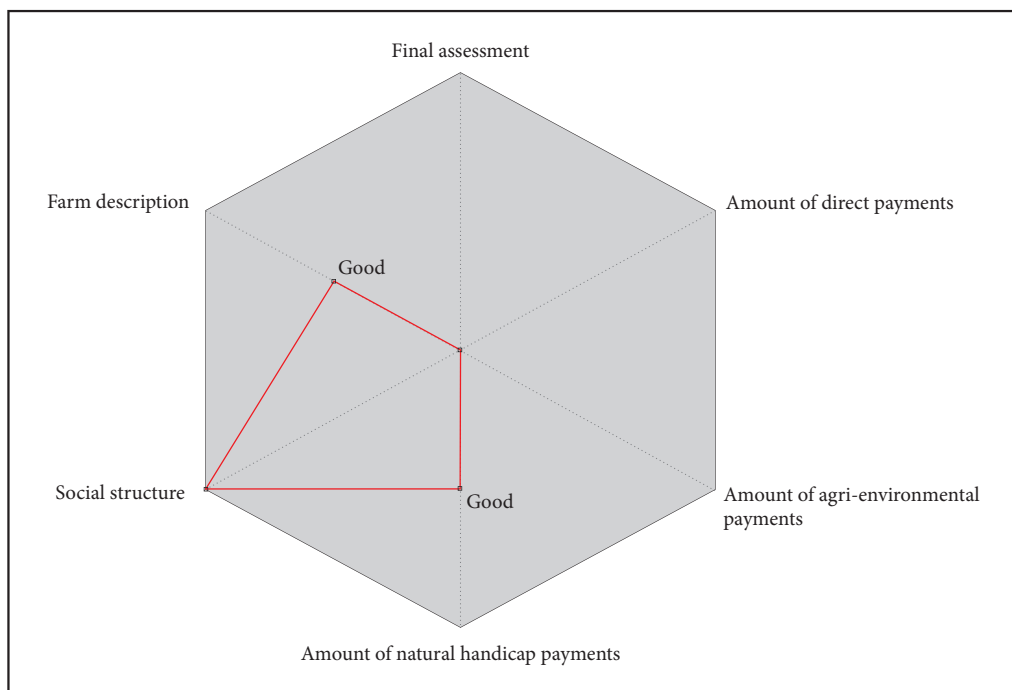 Final assessment
Farm description
Amount of direct payments
Good
Social structure
Good
Amount of agri-environmental
payments
Amount of natural handicap payments